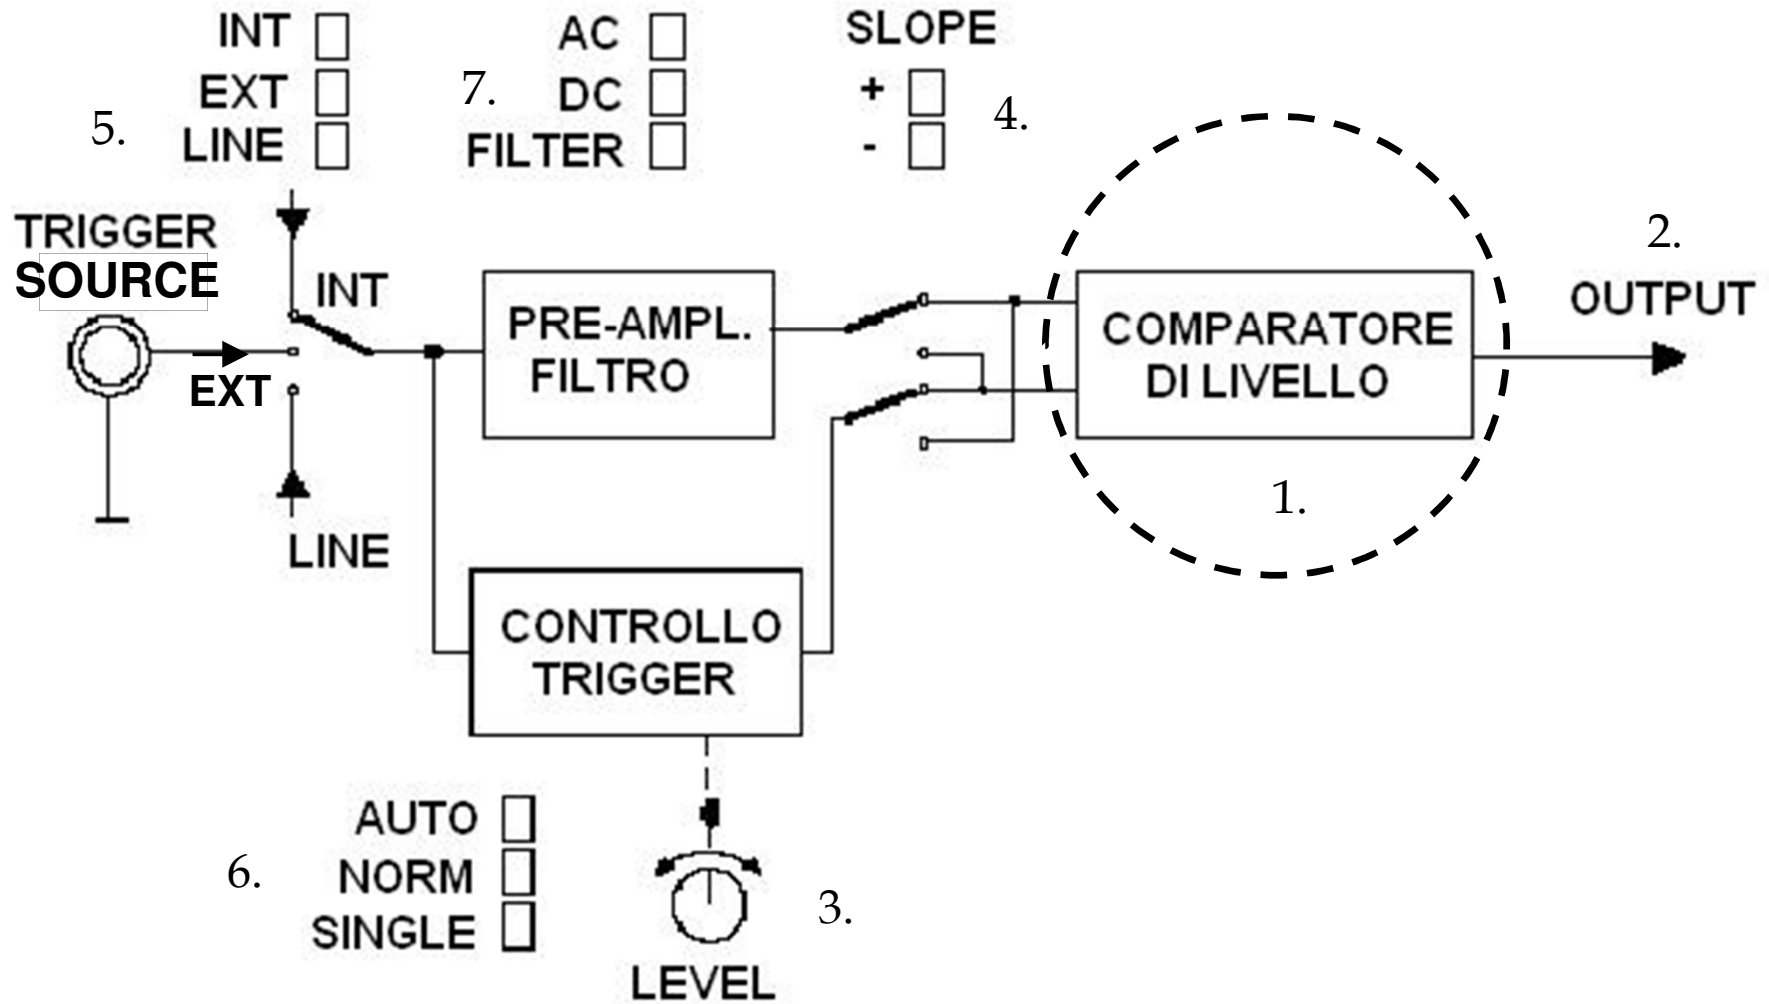 INT
EXT
LINE
5.
AC
DC
FILTER
7.
SLOPE
+
-
4.
TRIGGER
SOURCE
INT
EXT
LINE
PRE-AMPL.
FILTRO
COMPARATORE
DI LIVELLO
1.
2.
OUTPUT
CONTROLLO
TRIGGER
AUTO
NORM
SINGLE
6.
3.
LEVEL